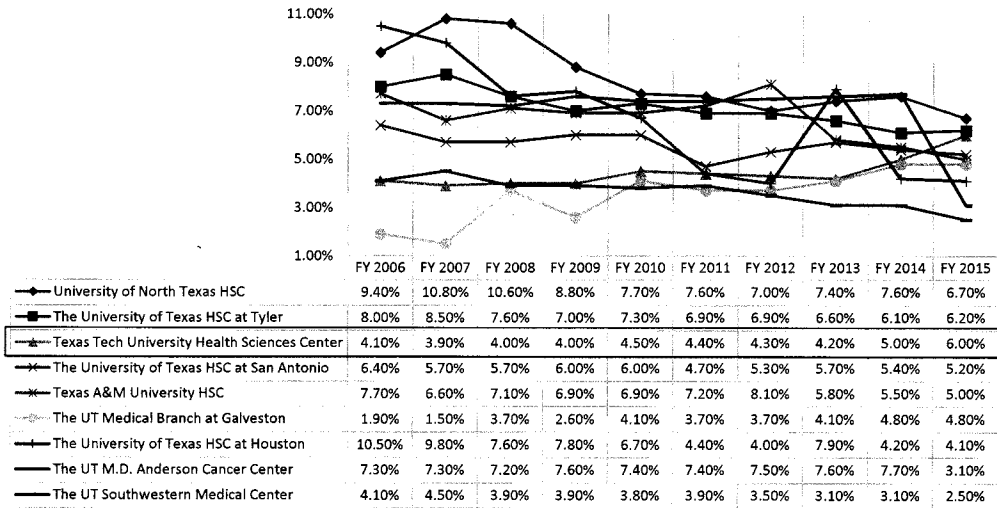 11.00%
9.00%
7.00%
5.00%
3.00%
1.00%
FY 2006 FY 2007 FY 2008 FY 2009 FY 2010 FY 2011 FY 2012 FY 2013 FY 2014 FY 2015
University of North Texas HSC 9.40% 10.80% 10.60% 8.80% 7.70% 7.60% 7.00% 7.40% 7.60% 6.70%
The University of Texas HSC at Tyler 8.00% 8.50% 7.60% 7.00% 7.30% 6.90% 6.90% 6.60% 6.10% 6.20%
Texas Tech University Health Sciences Center 4.10% 3.90% 4.00% 4.00% 4.50% 4.40% 4.30% 4.20% 5.00% 6.00%
The University of Texas HSC at San Antonio 6.40% 5.70% 5.70% 6.00% 6.00% 4.70% 5.30% 5.70% 5.40% 5.20%
Texas A&M University HSC 7.70% 6.60% 7.10% 6.90% 6.90% 7.20% 8.10% 5.80% 5.50% 5.00%
The UT Medical Branch at Galveston 1.90% 1.50% 3.70% 2.60% 4.10% 3.70% 3.70% 4.10% 4.80% 4.80%
The University of Texas HSC at Houston 10.50% 9.80% 7.60% 7.80% 6.70% 4.40% 4.00% 7.90% 4.20% 4.10%
The UT M.D. Anderson Cancer Center 7.30% 7.30% 7.20% 7.60% 7.40% 7.40% 7.50% 7.60% 7.70% 3.10%
The UT Southwestern Medical Center 4.10% 4.50% 3.90% 3.90% 3.80% 3.90% 3.50% 3.10% 3.10% 2.50%